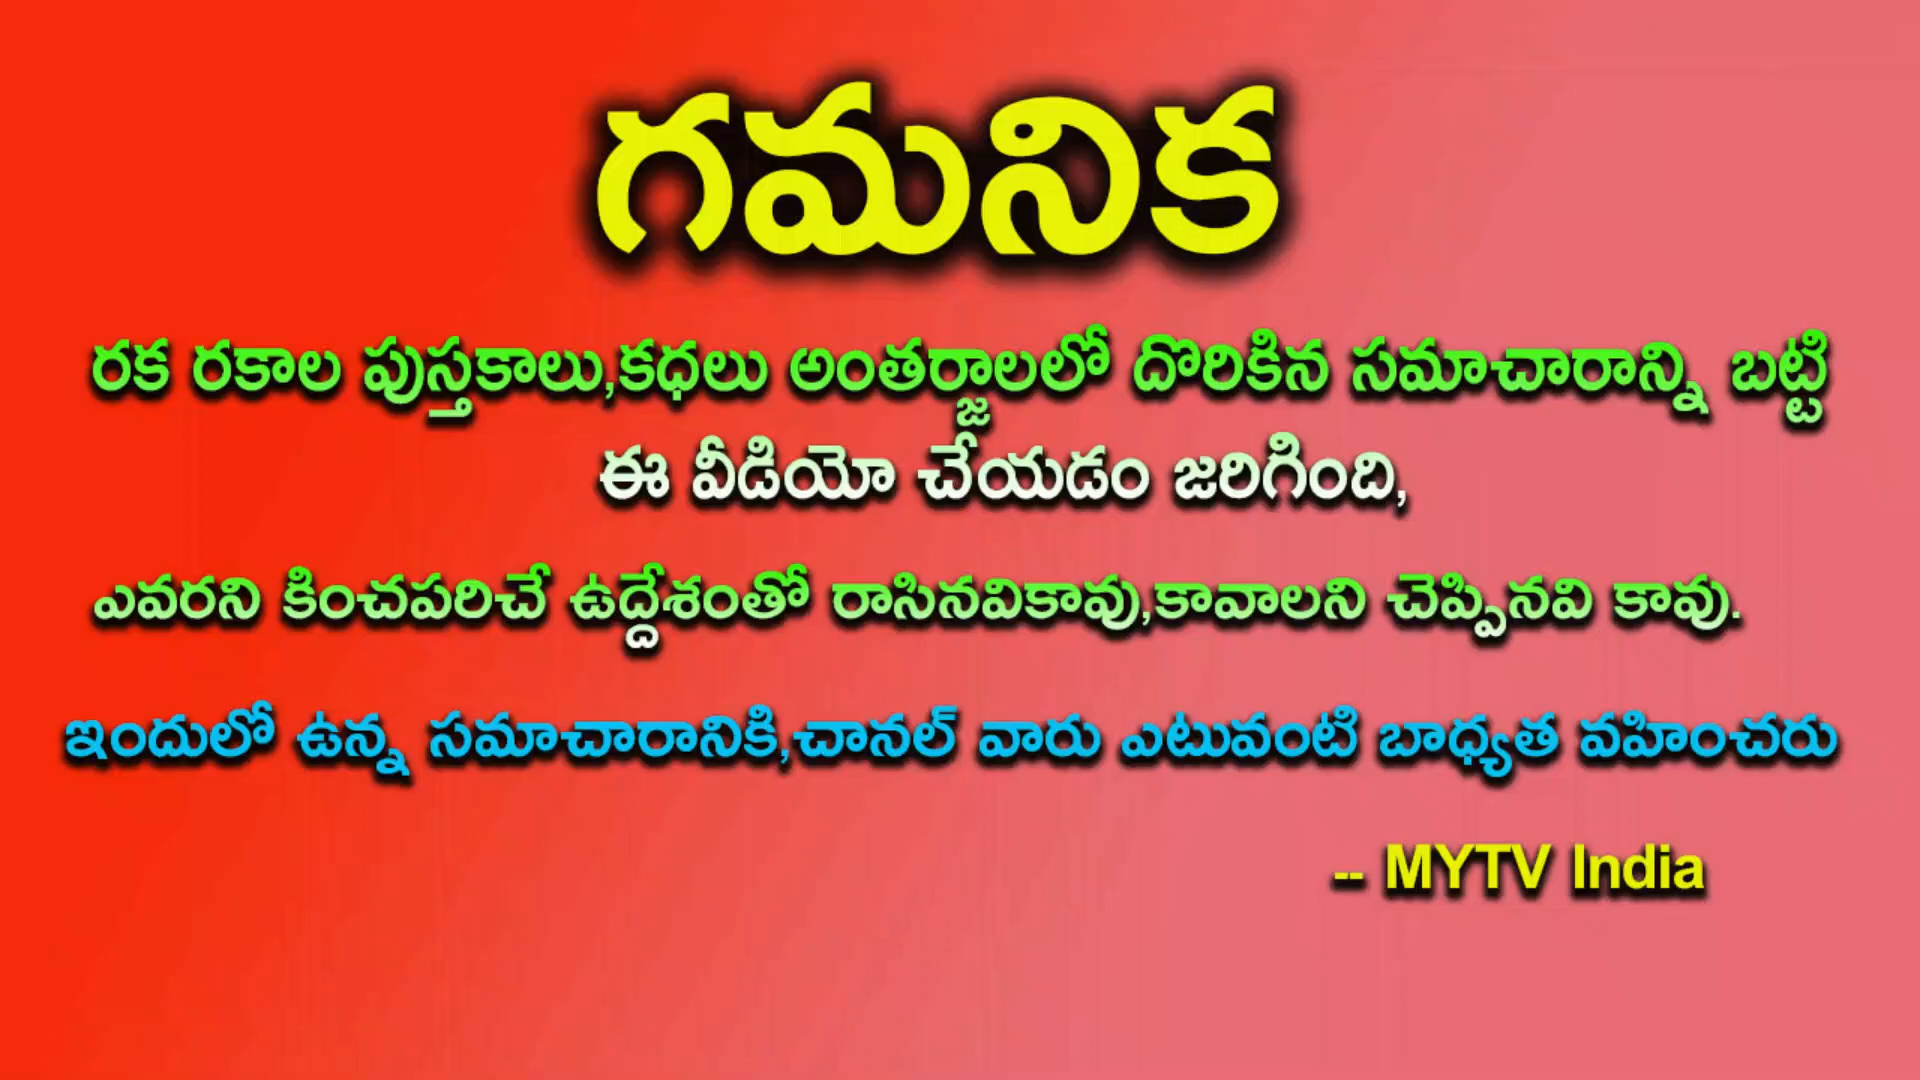 గమనిక
రక రకాల పుస్తకాలు,కధలు అంతర్జాలలో దొరికిన సమాచారాన్ని బట్టి
ఈ వీడియో చేయడం జరిగింది,
ఎవరని కించపరిచే ఉద్దేశంతో రాసినవికావు,కావాలని చెప్పినవి కావు.
ఇందులో ఉన్న సమాచారానికి,చానల్ వారు ఎటువంటి బాధ్యత వహించరు
-- MYTV India